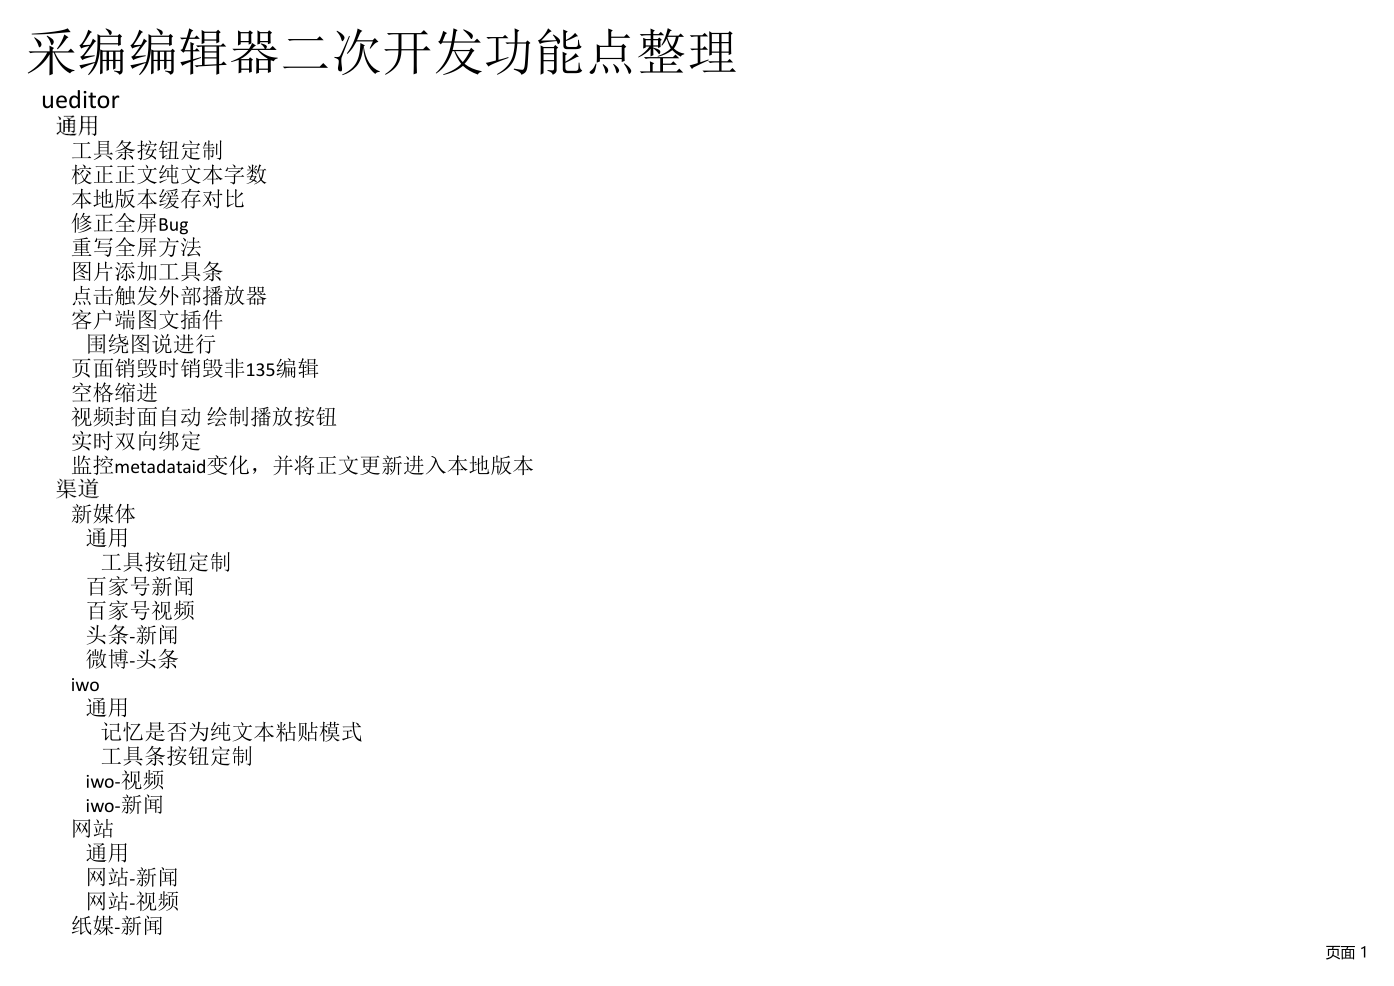 采编编辑器二次开发功能点整理
ueditor
通用
工具条按钮定制
校正正文纯文本字数
本地版本缓存对比
修正全屏Bug
重写全屏方法
图片添加工具条
点击触发外部播放器
客户端图文插件
围绕图说进行
页面销毁时销毁非135编辑
空格缩进
视频封面自动 绘制播放按钮
实时双向绑定
监控metadataid变化，并将正文更新进入本地版本
渠道
新媒体
通用
工具按钮定制
百家号新闻
百家号视频
头条-新闻
微博-头条
iwo
通用
记忆是否为纯文本粘贴模式
工具条按钮定制
iwo-视频
iwo-新闻
网站
通用
网站-新闻
网站-视频
纸媒-新闻
页面 1